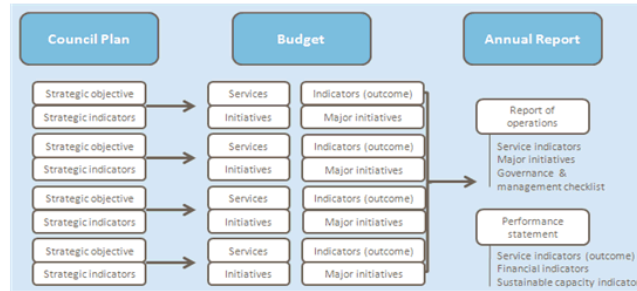 Council Plan
Budget
Annual Report
Strategic objective
Strategic indicators
Services
Initiatives
Indicators (outcome)
Major initiatives
Strategic objective
Strategic indicators
Services
Initiatives
Indicators (outcome)
Major initiatives
Strategic objective
Strategic indicators
Services
Initiatives
Indicators (outcome)
Major initiatives
Strategic objective
Strategic indicators
Services
Initiatives
Indicators (outcome)
Major initiatives
Report of
operations
Service indicators
Major initiatives
Governance &
management checklist
Performance
statement
Service indicators (outcome)
Financial indicators
Sustainable capacity indicato